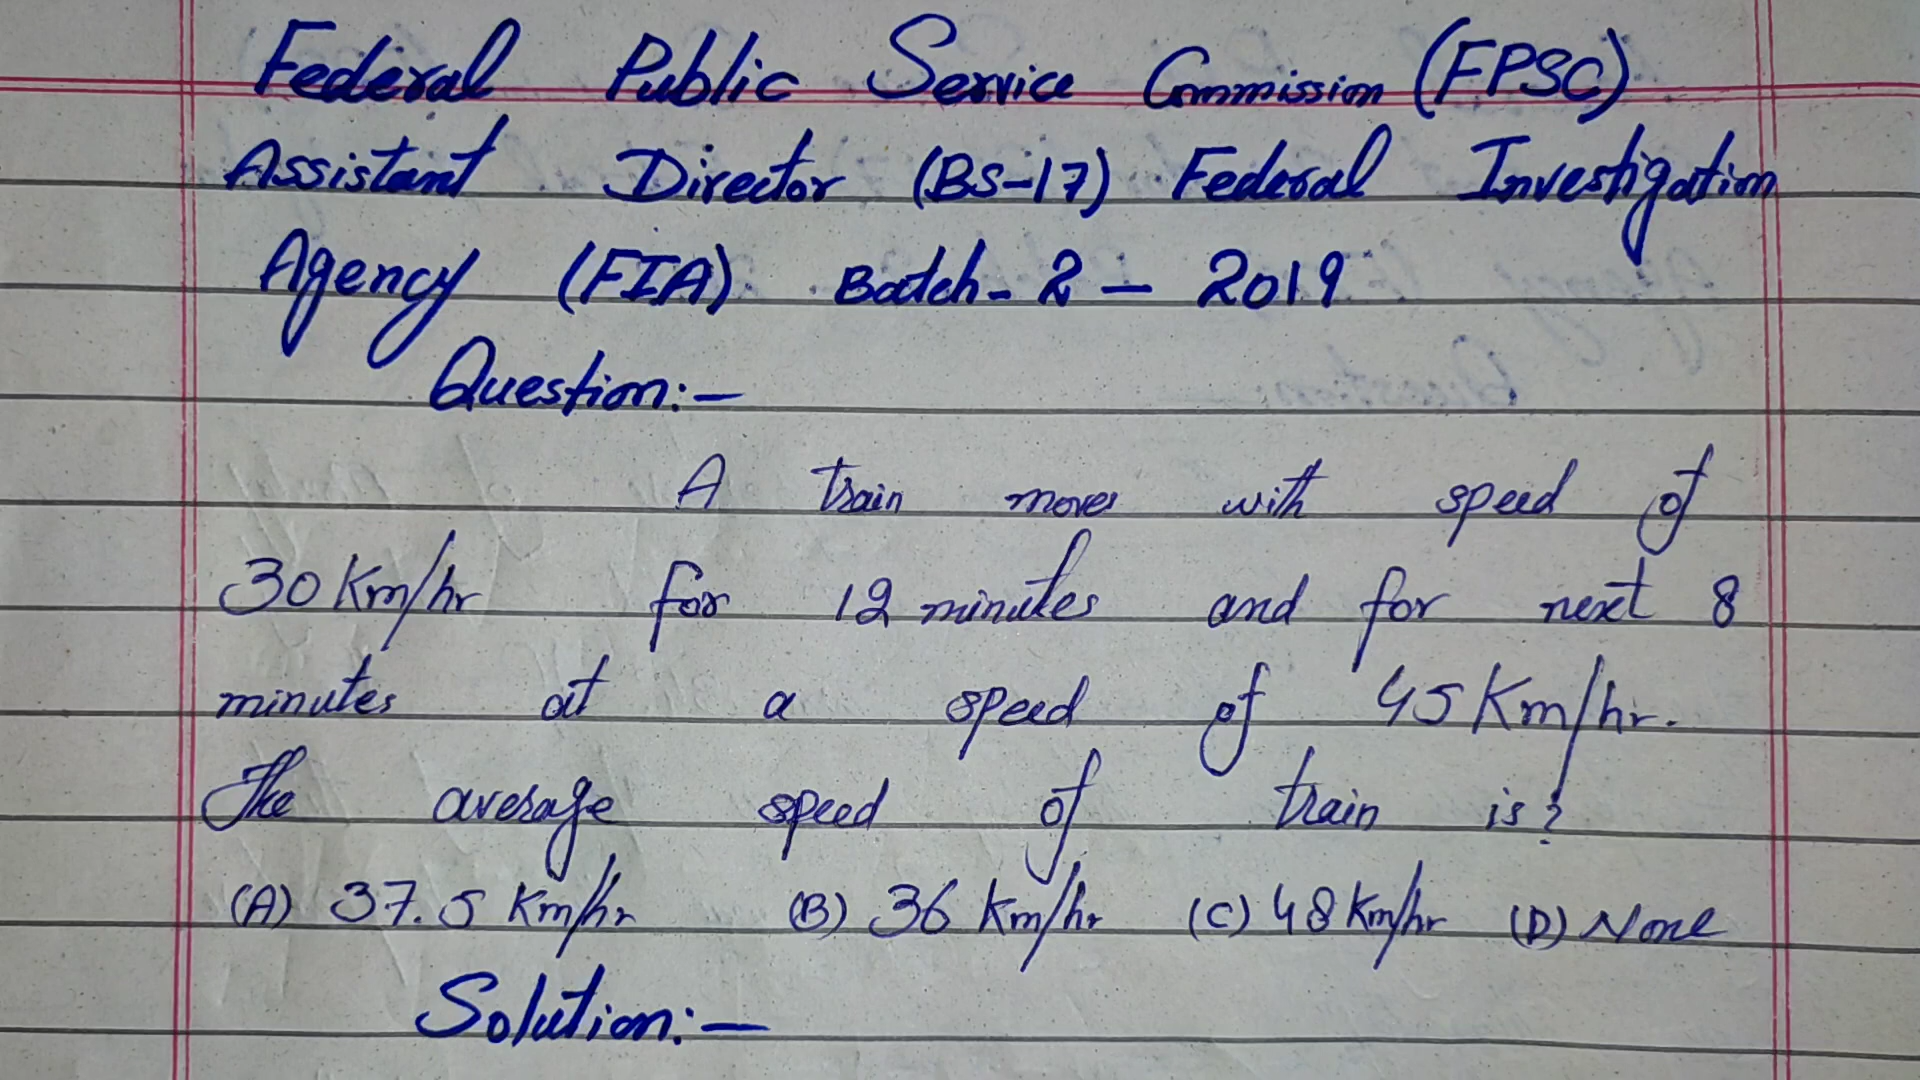 Federal Public Service Commission (FPSC)
Assistant Director (BS-17) Federal Investigation
Agency (FIA) Batch-2 - 2019
Question:-
A train moves with speed of
30 Km/hr for 12 minutes and for next 8
minutes at a speed of 45 Km/hr.
The average speed of train is?
(A) 37.5 Km/hr (B) 36 Km/hr (C) 48 Km/hr (D) None
Solution:-